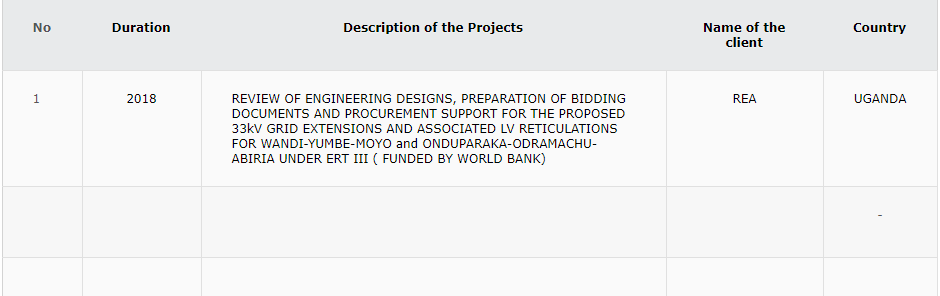 No Duration Description of the Projects Name of the client Country
1 2018 REVIEW OF ENGINEERING DESIGNS, PREPARATION OF BIDDING
DOCUMENTS AND PROCUREMENT SUPPORT FOR THE PROPOSED
33kV GRID EXTENSIONS AND ASSOCIATED LV RETICULATIONS
FOR WANDI-YUMBE-MOYO and ONDUPARAKA-ODRAMACHU-
ABIRIA UNDER ERT III ( FUNDED BY WORLD BANK) REA UGANDA
-